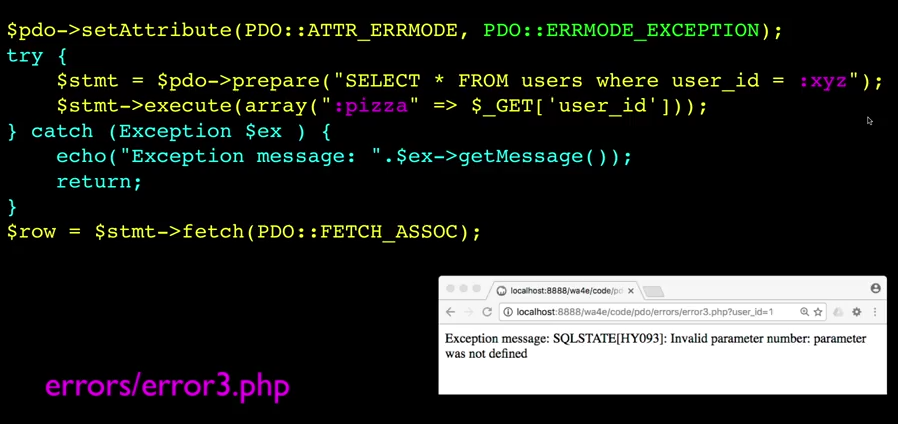 $pdo->setAttribute(PDO::ATTR_ERRMODE, PDO::ERRMODE_EXCEPTION);
try {
    $stmt = $pdo->prepare("SELECT * FROM users where user_id = :xyz");
    $stmt->execute(array(":pizza" => $_GET['user_id']));
} catch (Exception $ex ) {
    echo("Exception message: ".$ex->getMessage());
    return;
}
$row = $stmt->fetch(PDO::FETCH_ASSOC);
localhost:8888/wa4e/code/pd
localhost:8888/wa4e/code/pdo/errors/error3.php?user_id=1
Exception message: SQLSTATE[HY093]: Invalid parameter number: parameter
was not defined
errors/error3.php